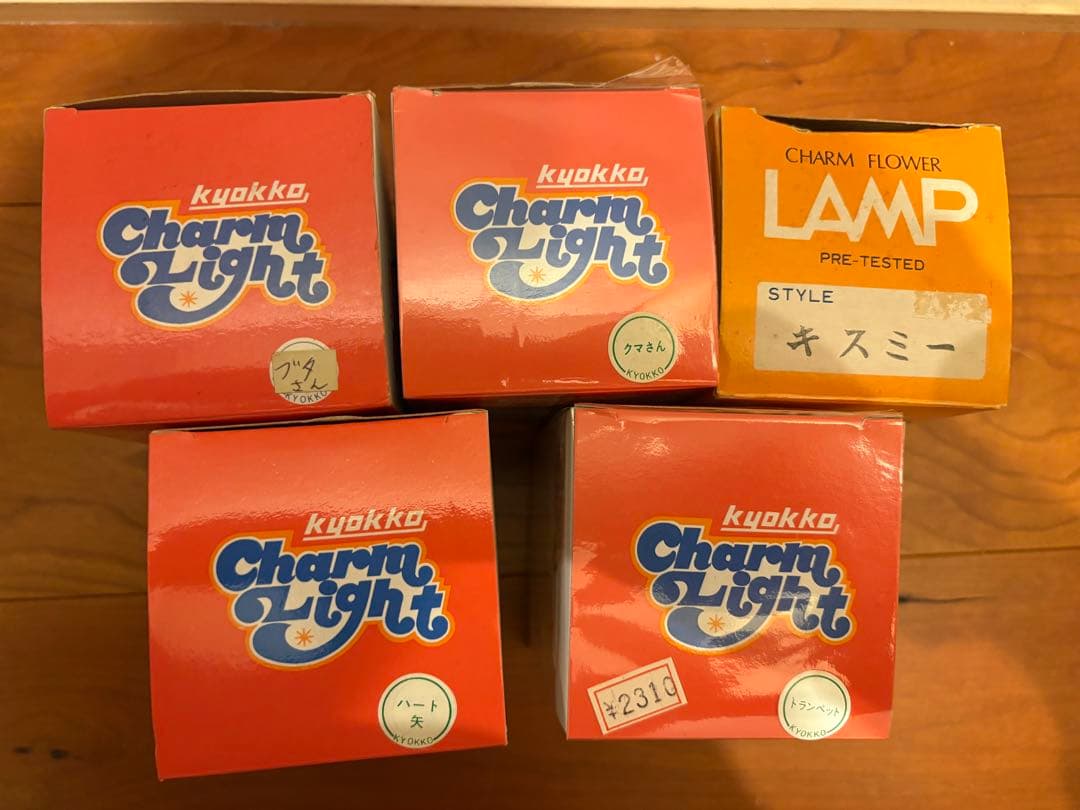 kyokko
Charm
Light
ブタ
さん
KYOKKO
kyokko
Charm
Light
クマさん
KYOKKO
CHARM FLOWER
LAMP
PRE-TESTED
STYLE
キスミー
kyokko
Charm
Light
ハート
矢
KYOKKO
kyokko
Charm
Light
¥2310
トランペット
KYOKKO